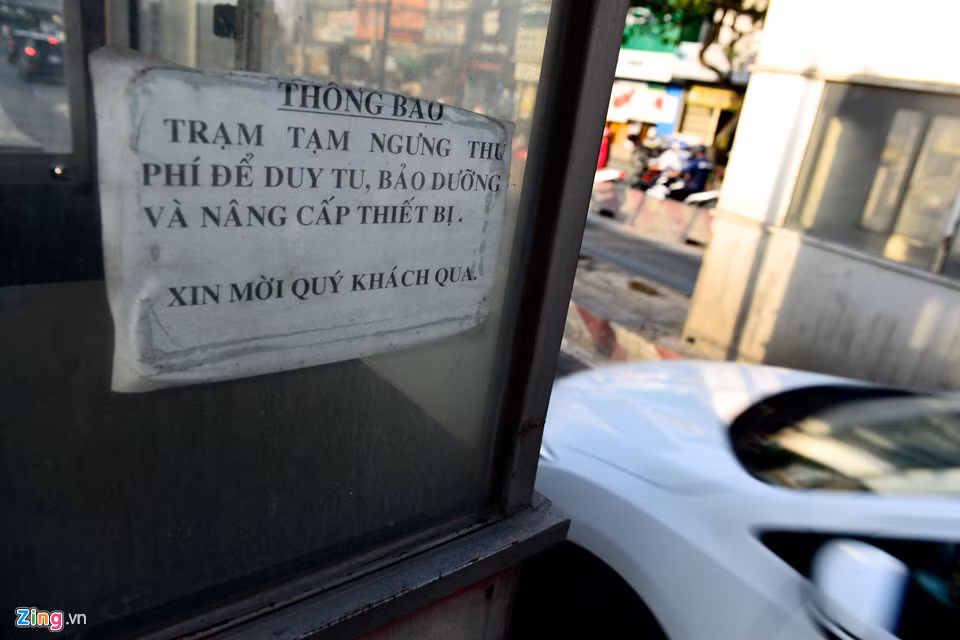 THÔNG BÁO
TRẠM TẠM NGƯNG THU
PHÍ ĐỂ DUY TU, BẢO DƯỠNG
VÀ NÂNG CẤP THIẾT BỊ.
XIN MỜI QUÝ KHÁCH QUA.
Zing.vn